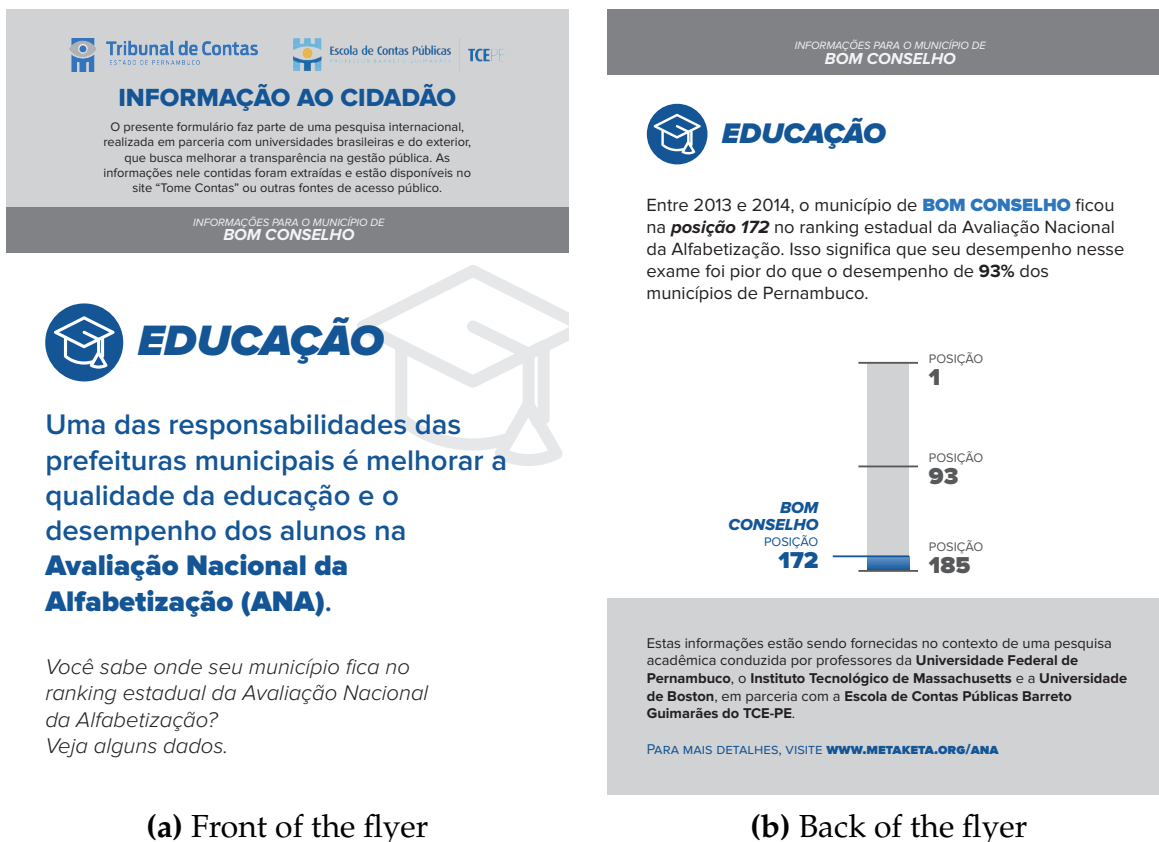 Tribunal de Contas
ESTADO DE PERNAMBUCO
Escola de Contas Públicas
PROFESSOR BARRETO GUIMARÃES
TCEPE
INFORMAÇÃO AO CIDADÃO
O presente formulário faz parte de uma pesquisa internacional,
realizada em parceria com universidades brasileiras e do exterior,
que busca melhorar a transparência na gestão pública. As
informações nele contidas foram extraídas e estão disponíveis no
site “Tome Contas” ou outras fontes de acesso público.
INFORMAÇÕES PARA O MUNICÍPIO DE
BOM CONSELHO
EDUCAÇÃO
Uma das responsabilidades das
prefeituras municipais é melhorar a
qualidade da educação e o
desempenho dos alunos na
Avaliação Nacional da
Alfabetização (ANA).
Você sabe onde seu município fica no
ranking estadual da Avaliação Nacional
da Alfabetização?
Veja alguns dados.
(a) Front of the flyer
INFORMAÇÕES PARA O MUNICÍPIO DE
BOM CONSELHO
EDUCAÇÃO
Entre 2013 e 2014, o município de BOM CONSELHO ficou
na posição 172 no ranking estadual da Avaliação Nacional
da Alfabetização. Isso significa que seu desempenho nesse
exame foi pior do que o desempenho de 93% dos
municípios de Pernambuco.
POSIÇÃO
1
POSIÇÃO
93
BOM
CONSELHO
POSIÇÃO
172
POSIÇÃO
185
Estas informações estão sendo fornecidas no contexto de uma pesquisa
acadêmica conduzida por professores da Universidade Federal de
Pernambuco, o Instituto Tecnológico de Massachusetts e a Universidade
de Boston, em parceria com a Escola de Contas Públicas Barreto
Guimarães do TCE-PE.
PARA MAIS DETALHES, VISITE WWW.METAKETA.ORG/ANA
(b) Back of the flyer